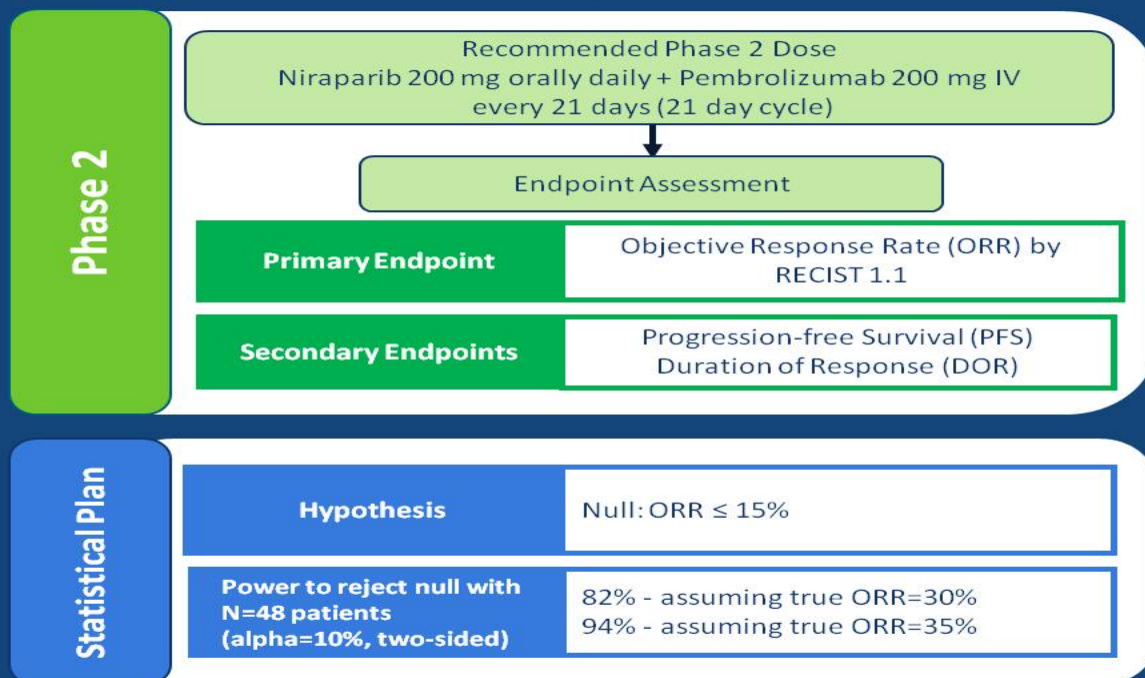 Phase 2
Recommended Phase 2 Dose
Niraparib 200 mg orally daily + Pembrolizumab 200 mg IV
every 21 days (21 day cycle)
Endpoint Assessment
Primary Endpoint
Objective Response Rate (ORR) by
RECIST 1.1
Secondary Endpoints
Progression-free Survival (PFS)
Duration of Response (DOR)
Statistical Plan
Hypothesis
Null: ORR ≤ 15%
Power to reject null with
N=48 patients
(alpha=10%, two-sided)
82% - assuming true ORR=30%
94% - assuming true ORR=35%